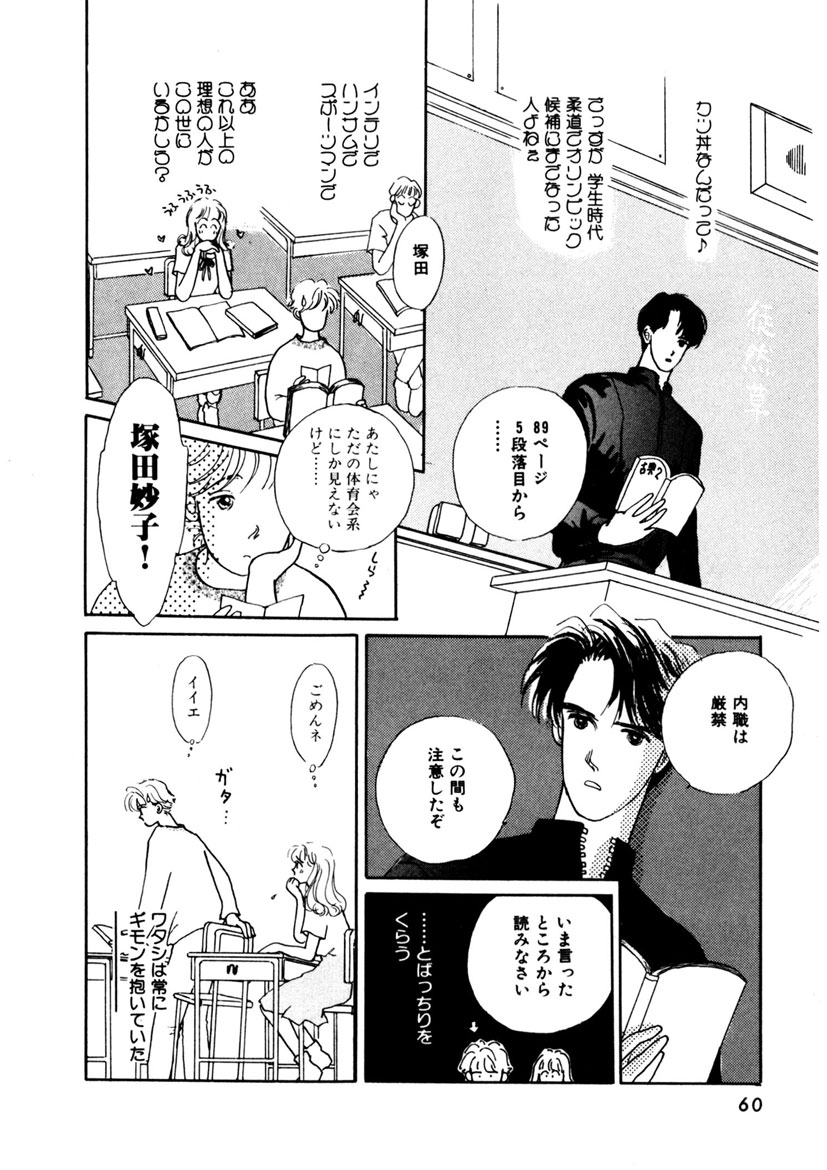 カツ丼なんだって♪
さっすが 学生時代
柔道でオリンピック
候補にまでなった
人よねぇ
徒然草
古典2
89ページ
5段落目から
……
インテリで
ハンサムで
スポーツマンで
ああ
これ以上の
理想の人が
この世に
いるかしら?
うふうふうふ
塚田
あたしにゃ
ただの体育会系
にしか見えない
けど……
しら〜
塚田妙子!
内職は
厳禁
この間も
注意したぞ
いま言った
ところから
読みなさい
……とばっちりを
くらう
ごめんネ
イイエ
ガタ…
ワタシは常に
ギモンを抱いていた
60